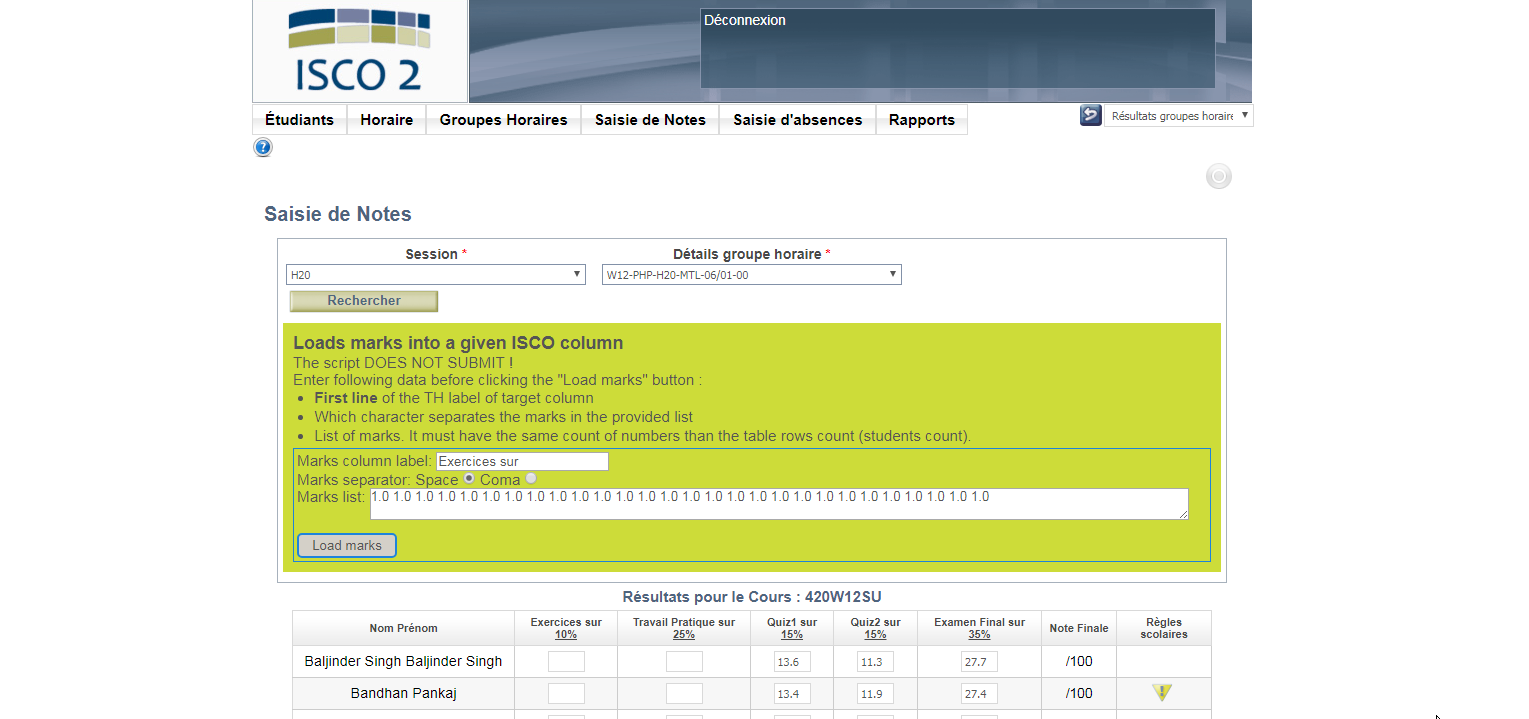 ISCO 2
Déconnexion
Étudiants Horaire Groupes Horaires Saisie de Notes Saisie d'absences Rapports
Résultats groupes horaire
?
Saisie de Notes
Session * Détails groupe horaire *
H20 W12-PHP-H20-MTL-06/01-00
Rechercher
Loads marks into a given ISCO column
The script DOES NOT SUBMIT !
Enter following data before clicking the "Load marks" button :
• First line of the TH label of target column
• Which character separates the marks in the provided list
• List of marks. It must have the same count of numbers than the table rows count (students count).
Marks column label: Exercices sur
Marks separator: Space Coma
Marks list: 1.0 1.0 1.0 1.0 1.0 1.0 1.0 1.0 1.0 1.0 1.0 1.0 1.0 1.0 1.0 1.0 1.0 1.0 1.0 1.0 1.0 1.0 1.0 1.0 1.0 1.0 1.0 1.0
Load marks
Résultats pour le Cours : 420W12SU
Nom Prénom Exercices sur 10% Travail Pratique sur 25% Quiz1 sur 15% Quiz2 sur 15% Examen Final sur 35% Note Finale Règles scolaires
Baljinder Singh Baljinder Singh 13.6 11.3 27.7 /100
Bandhan Pankaj 13.4 11.9 27.4 /100 !